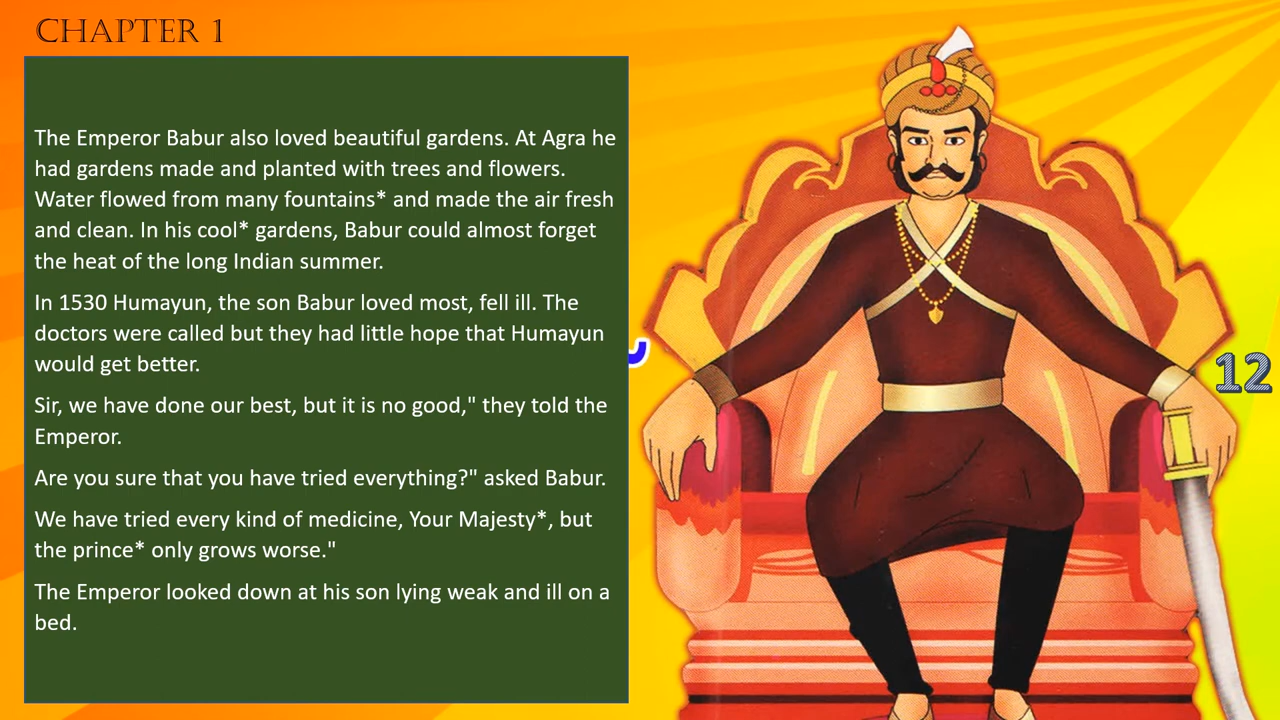 CHAPTER 1
The Emperor Babur also loved beautiful gardens. At Agra he
had gardens made and planted with trees and flowers.
Water flowed from many fountains* and made the air fresh
and clean. In his cool* gardens, Babur could almost forget
the heat of the long Indian summer.
In 1530 Humayun, the son Babur loved most, fell ill. The
doctors were called but they had little hope that Humayun
would get better.
Sir, we have done our best, but it is no good," they told the
Emperor.
Are you sure that you have tried everything?" asked Babur.
We have tried every kind of medicine, Your Majesty*, but
the prince* only grows worse."
The Emperor looked down at his son lying weak and ill on a
bed.
12